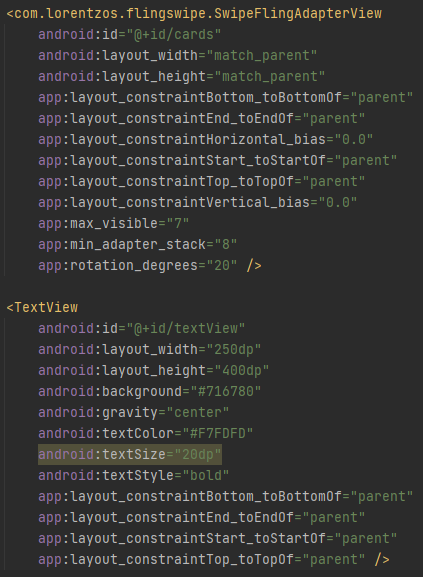 <com.lorentzos.flingswipe.SwipeFlingAdapterView
android:id="@+id/cards"
android:layout_width="match_parent"
android:layout_height="match_parent"
app:layout_constraintBottom_toBottomOf="parent"
app:layout_constraintEnd_toEndOf="parent"
app:layout_constraintHorizontal_bias="0.0"
app:layout_constraintStart_toStartOf="parent"
app:layout_constraintTop_toTopOf="parent"
app:layout_constraintVertical_bias="0.0"
app:max_visible="7"
app:min_adapter_stack="8"
app:rotation_degrees="20" />
<TextView
android:id="@+id/textView"
android:layout_width="250dp"
android:layout_height="400dp"
android:background="#716780"
android:gravity="center"
android:textColor="#F7FDFD"
android:textSize="20dp"
android:textStyle="bold"
app:layout_constraintBottom_toBottomOf="parent"
app:layout_constraintEnd_toEndOf="parent"
app:layout_constraintStart_toStartOf="parent"
app:layout_constraintTop_toTopOf="parent" />